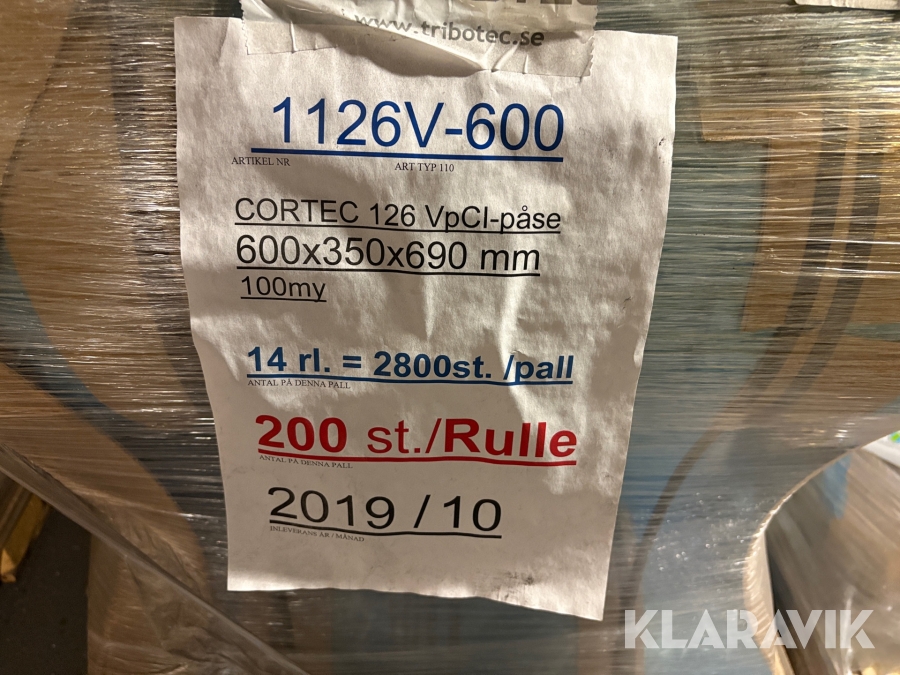 www.tribotec.se
1126V-600
ARTIKEL NR ART TYP 110
CORTEC 126 VpCI-påse
600x350x690 mm
100my
14 rl. = 2800st. /pall
ANTAL PÅ DENNA PALL
200 st./Rulle
ANTAL PÅ DENNA PALL
2019 / 10
INLEVERANS ÅR / MÅNAD
KLARAVIK